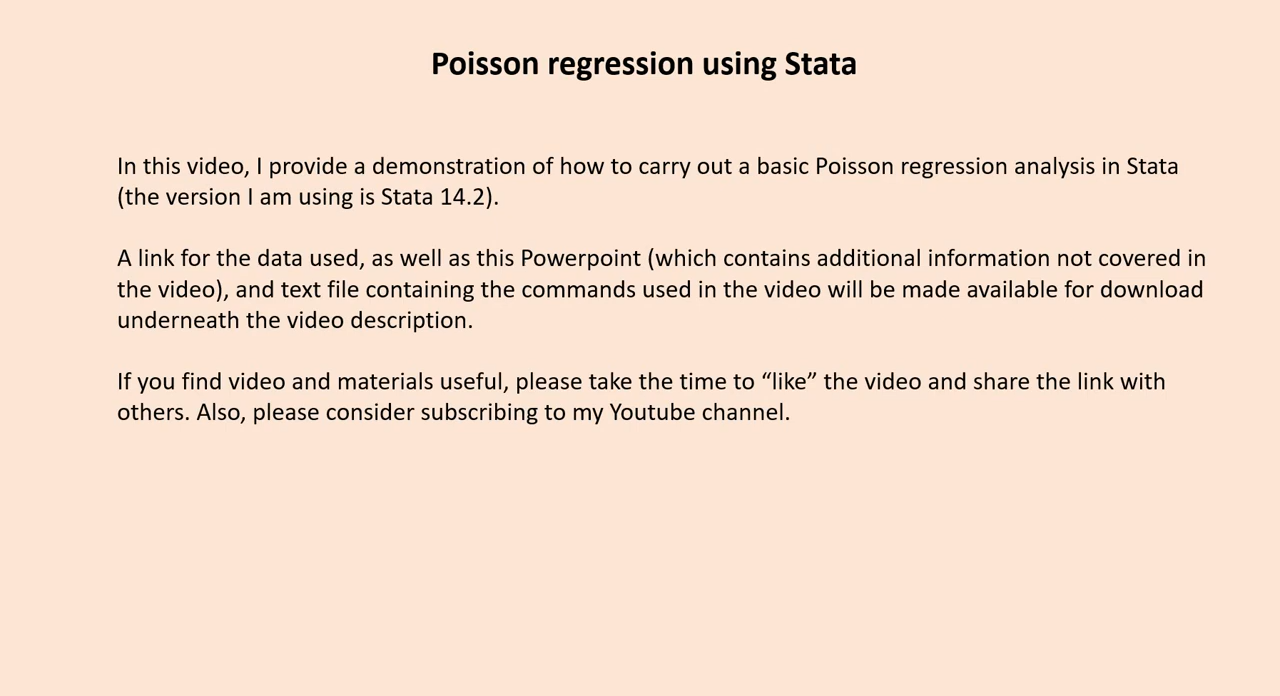 Poisson regression using Stata
In this video, I provide a demonstration of how to carry out a basic Poisson regression analysis in Stata
(the version I am using is Stata 14.2).
A link for the data used, as well as this Powerpoint (which contains additional information not covered in
the video), and text file containing the commands used in the video will be made available for download
underneath the video description.
If you find video and materials useful, please take the time to “like” the video and share the link with
others. Also, please consider subscribing to my Youtube channel.